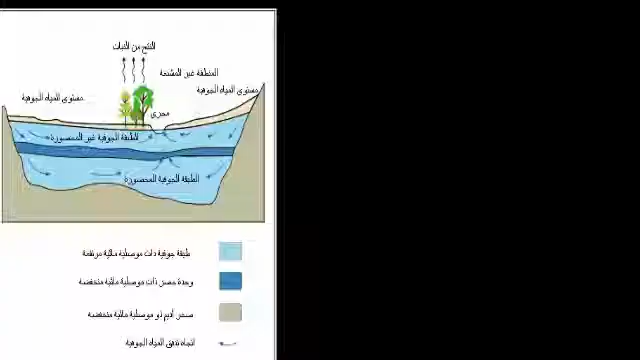 النتح من النبات
المنطقة غير المشبعة
مستوى المياه الجوفية
مستوى المياه الجوفية
مجرى
الطبقة الجوفية غير المحصورة
الطبقة الجوفية المحصورة
طبقة جوفية ذات موصلية مائية مرتفعة
وحدة حصر ذات موصلية مائية منخفضة
صخر أديم ذو موصلية مائية منخفضة
اتجاه تدفق المياه الجوفية